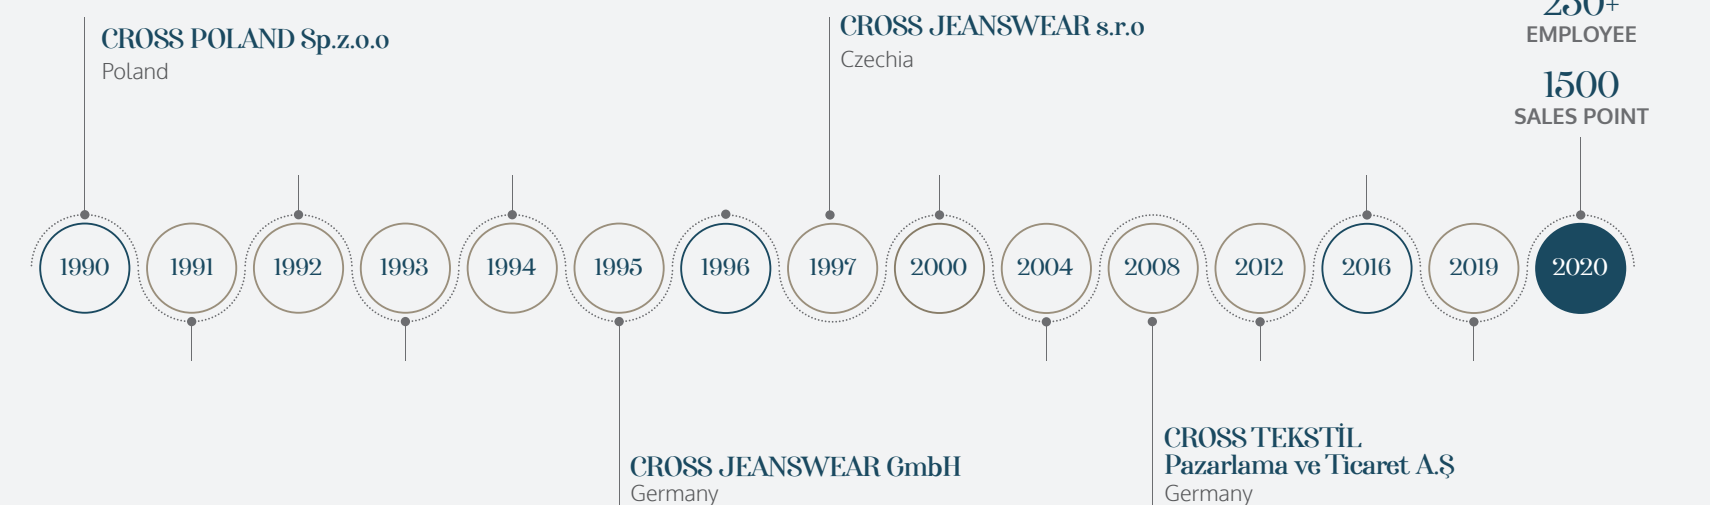 CROSS POLAND Sp.z.o.o
Poland
CROSS JEANSWEAR s.r.o
Czechia
250+
EMPLOYEE
1500
SALES POINT
1990
1991
1992
1993
1994
1995
1996
1997
2000
2004
2008
2012
2016
2019
2020
CROSS JEANSWEAR GmbH
Germany
CROSS TEKSTİL
Pazarlama ve Ticaret A.Ş
Germany